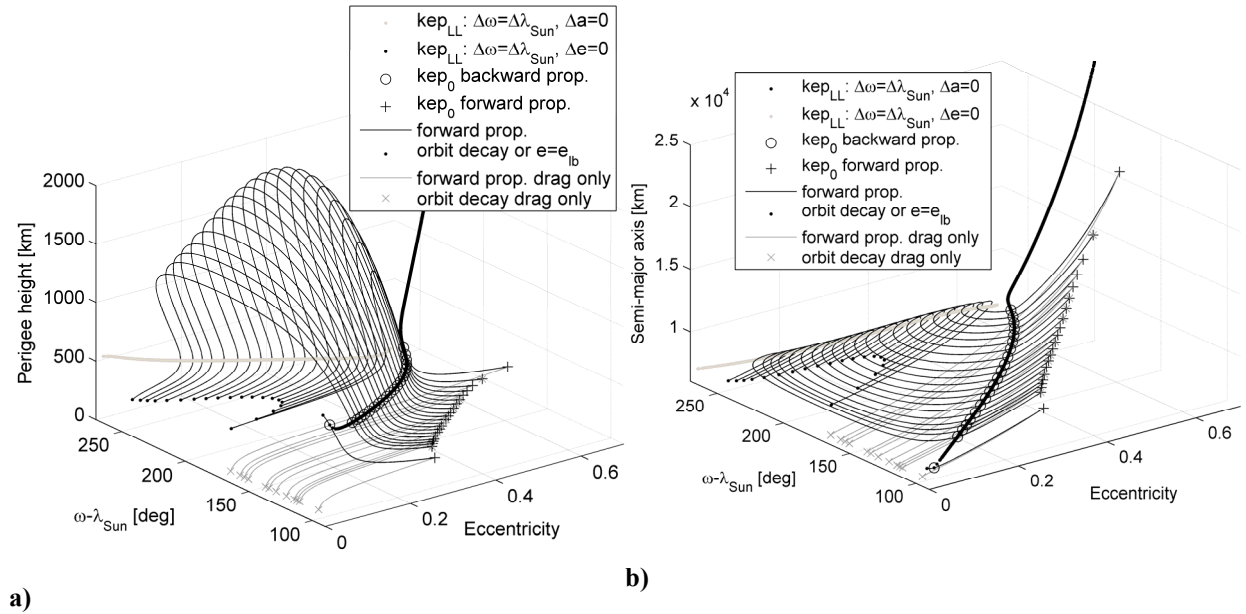 kep_LL: Δω=Δλ_Sun, Δa=0
kep_LL: Δω=Δλ_Sun, Δe=0
kep_0 backward prop.
kep_0 forward prop.
forward prop.
orbit decay or e=e_lb
forward prop. drag only
orbit decay drag only
2000
1500
1000
500
0
Perigee height [km]
250
200
150
100
ω-λ_Sun [deg]
0
0.2
0.4
0.6
Eccentricity
a)
kep_LL: Δω=Δλ_Sun, Δa=0
kep_LL: Δω=Δλ_Sun, Δe=0
kep_0 backward prop.
kep_0 forward prop.
forward prop.
orbit decay or e=e_lb
forward prop. drag only
orbit decay drag only
x 10^4
2.5
2
1.5
1
Semi-major axis [km]
250
200
150
100
ω-λ_Sun [deg]
0
0.2
0.4
0.6
Eccentricity
b)